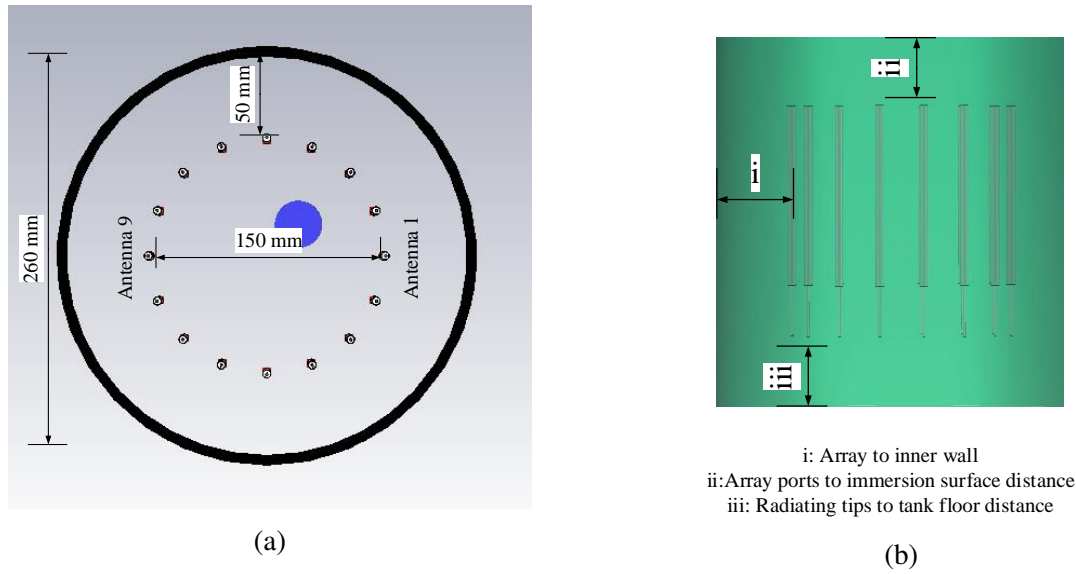 50 mm
260 mm
Antenna 9
150 mm
Antenna 1
(a)
ii
i
iii
i: Array to inner wall
ii:Array ports to immersion surface distance
iii: Radiating tips to tank floor distance
(b)